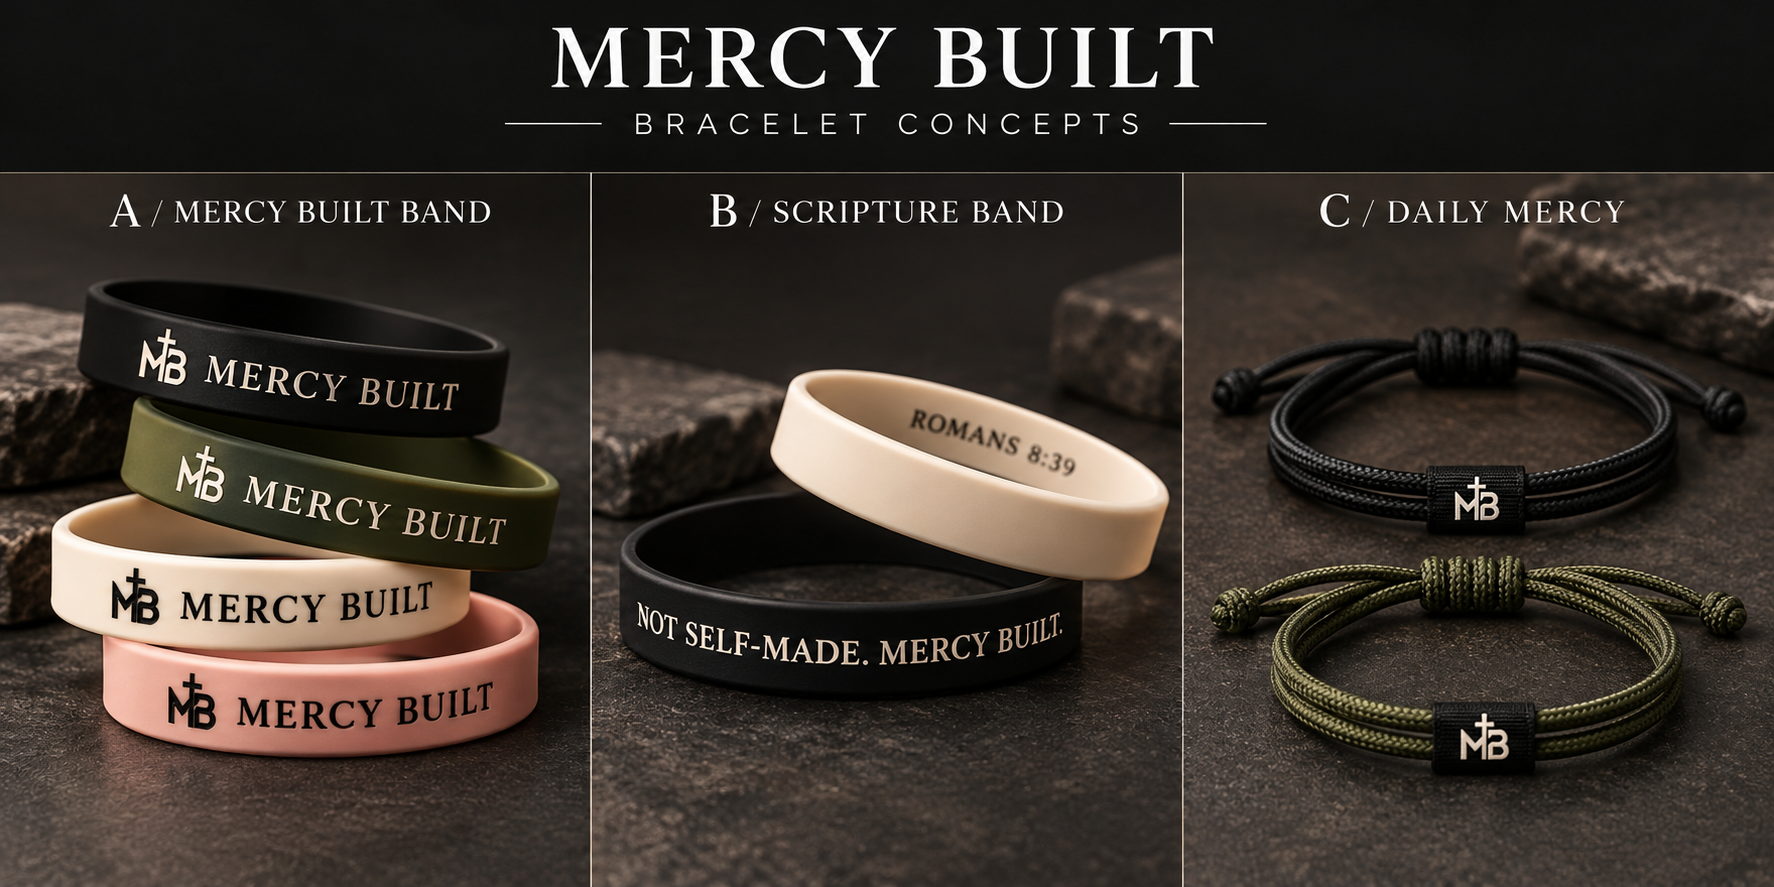 MERCY BUILT
BRACELET CONCEPTS
A / MERCY BUILT BAND
MB MERCY BUILT
MB MERCY BUILT
MB MERCY BUILT
MB MERCY BUILT
B / SCRIPTURE BAND
ROMANS 8:39
NOT SELF-MADE. MERCY BUILT.
C / DAILY MERCY
MB
MB